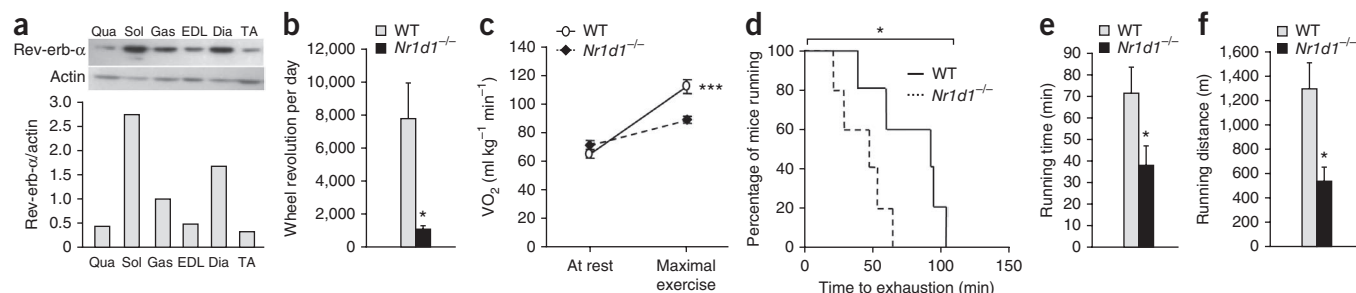 a
Qua Sol Gas EDL Dia TA
Rev-erb-α
Actin
Rev-erb-α/actin
3.0
2.5
2.0
1.5
1.0
0.5
0
Qua Sol Gas EDL Dia TA
b
WT
Nr1d1–/–
Wheel revolution per day
12,000
10,000
8,000
6,000
4,000
2,000
0
*
c
WT
Nr1d1–/–
VO2 (ml kg–1 min–1)
140
120
100
80
60
40
20
0
***
At rest
Maximal
exercise
d
*
WT
Nr1d1–/–
Percentage of mice running
100
80
60
40
20
0
0 50 100 150
Time to exhaustion (min)
e
WT
Nr1d1–/–
Running time (min)
90
80
70
60
50
40
30
20
10
0
*
f
WT
Nr1d1–/–
Running distance (m)
1,600
1,400
1,200
1,000
800
600
400
200
0
*